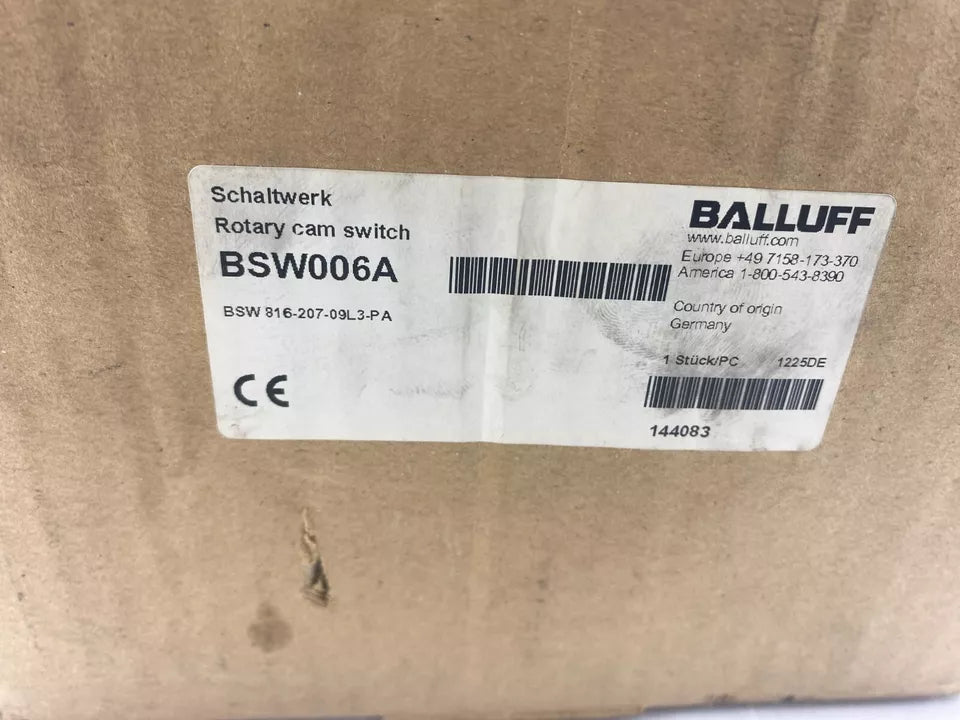 Schaltwerk
Rotary cam switch
BSW006A
BSW 816-207-09L3-PA
CE
BALLUFF
www.balluff.com
Europe +49 7158-173-370
America 1-800-543-8390
Country of origin
Germany
1 Stück/PC 1225DE
144083